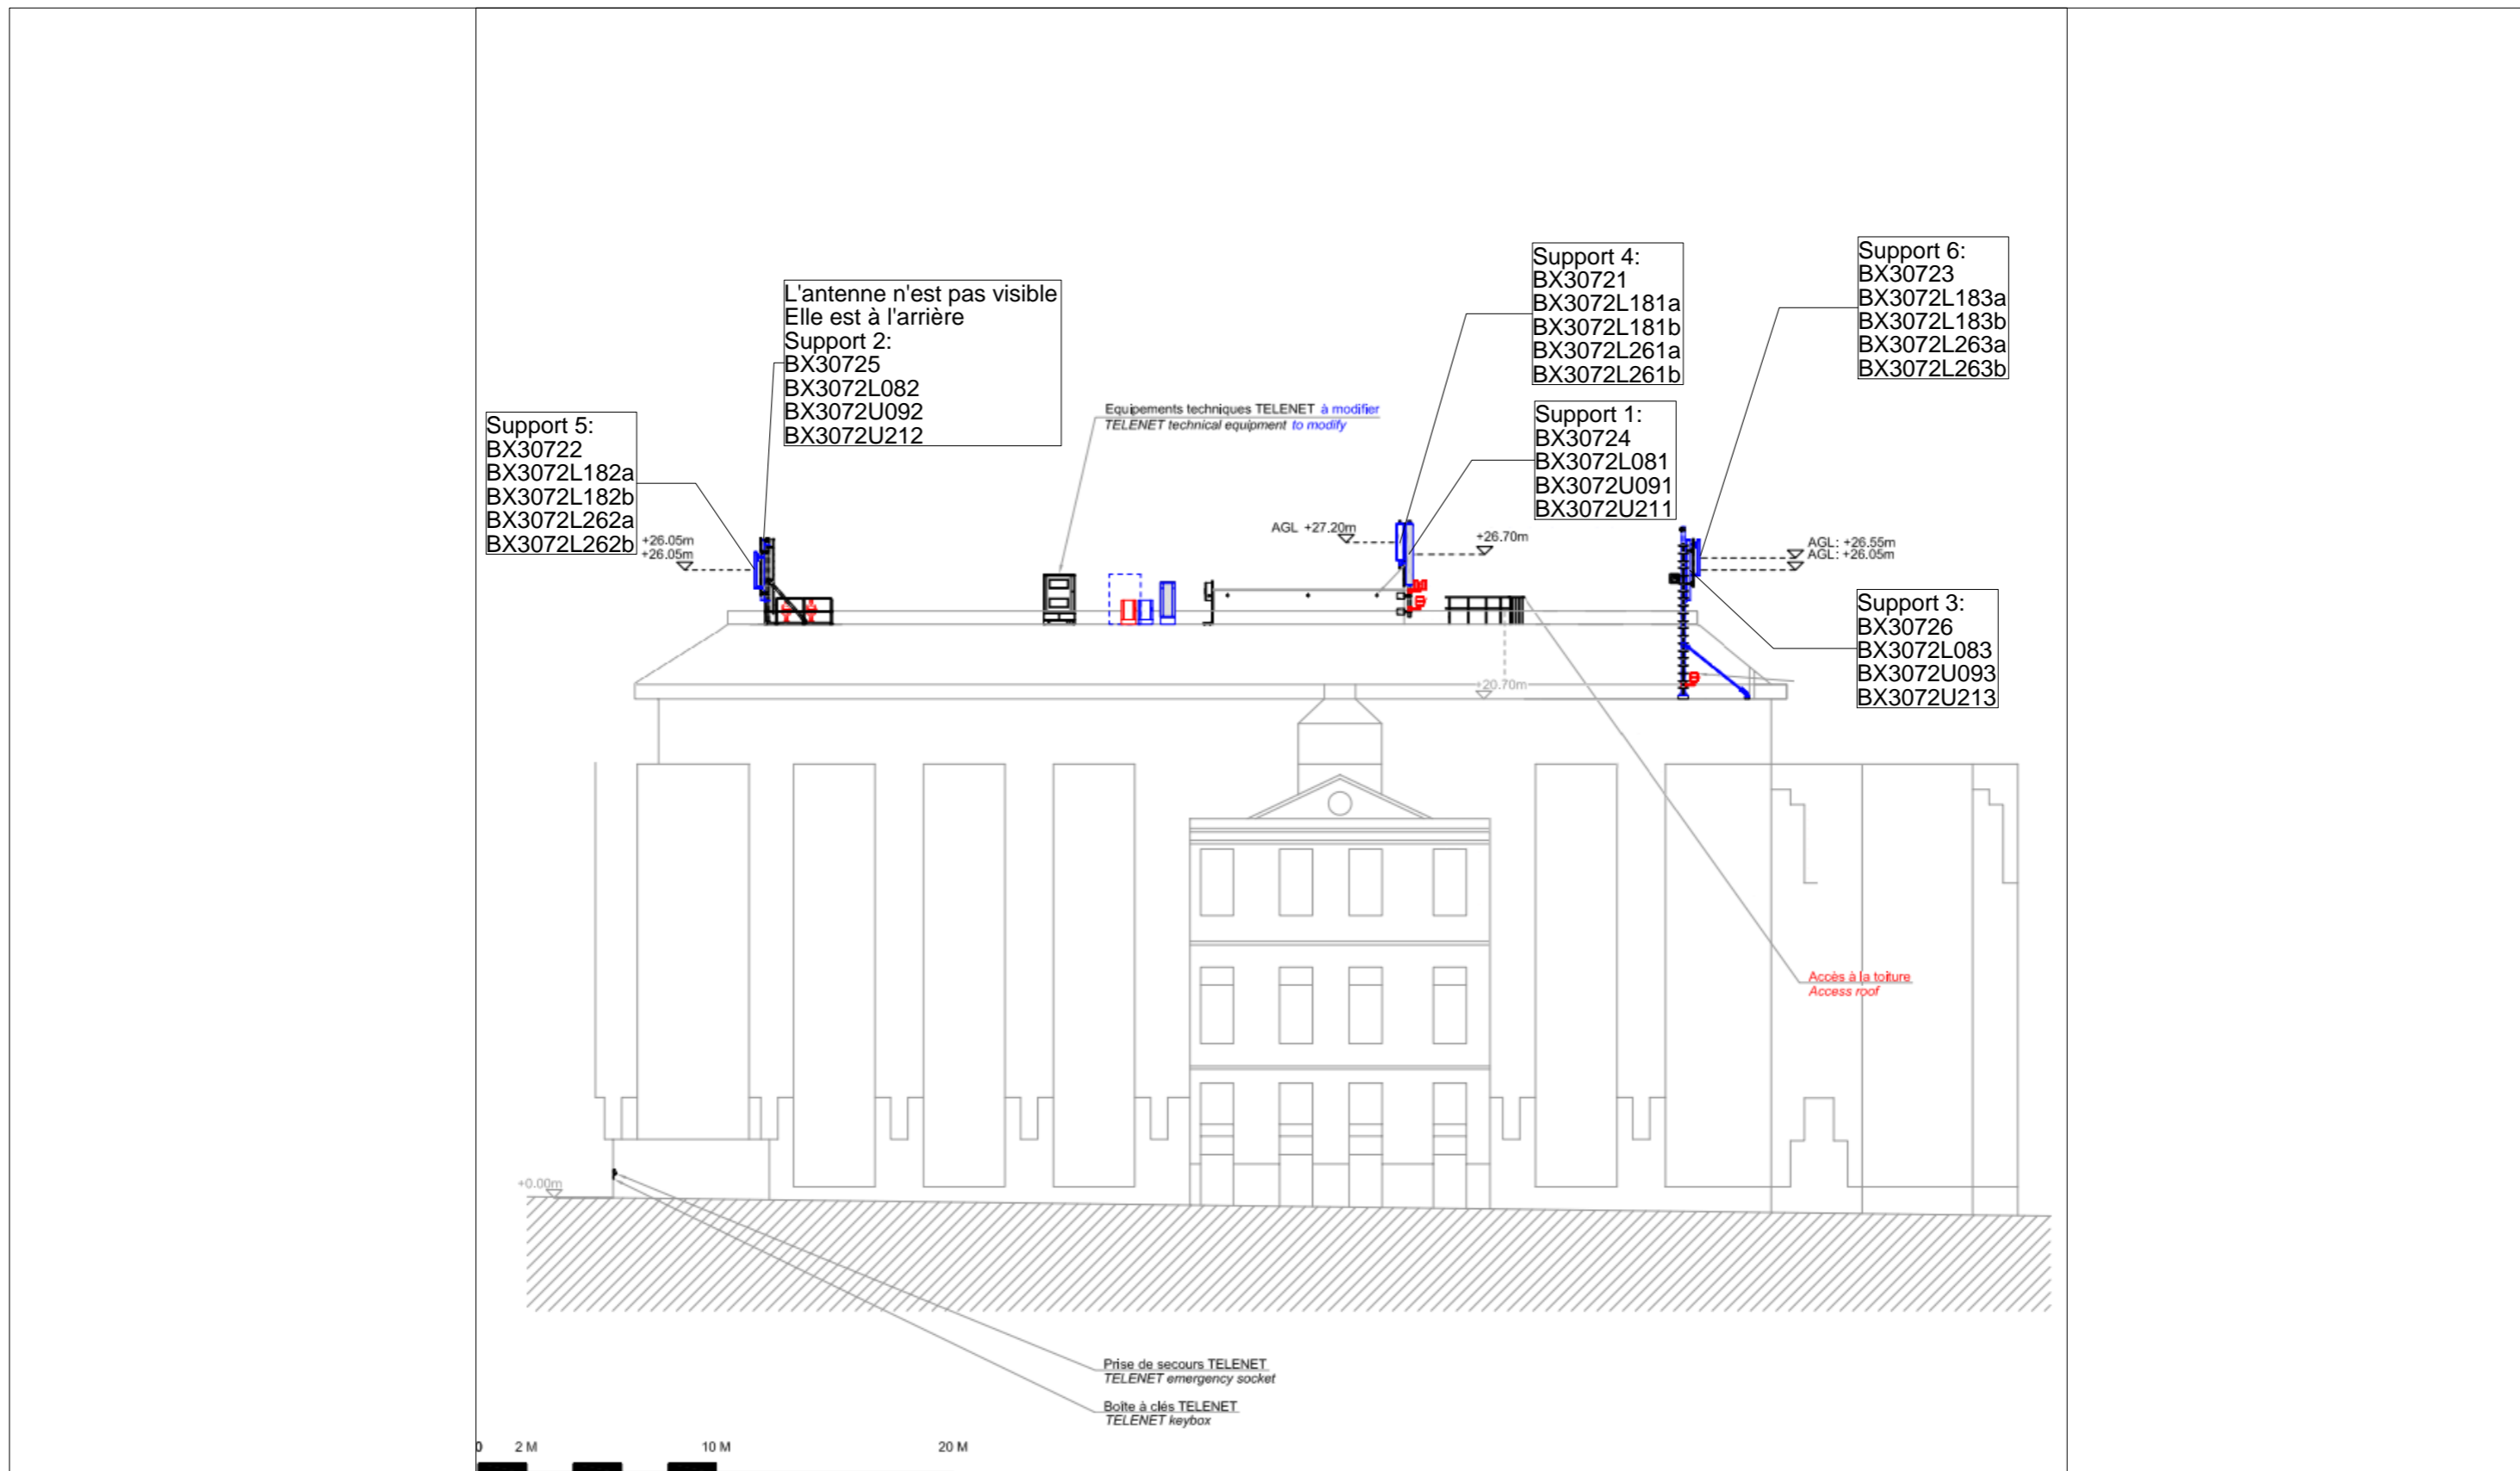 Support 4:
BX30721
BX3072L181a
BX3072L181b
BX3072L261a
BX3072L261b
Support 6:
BX30723
BX3072L183a
BX3072L183b
BX3072L263a
BX3072L263b
L'antenne n'est pas visible
Elle est à l'arrière
Support 2:
BX30725
BX3072L082
BX3072U092
BX3072U212
Equipements techniques TELENET à modifier
TELENET technical equipment to modify
Support 1:
BX30724
BX3072L081
BX3072U091
BX3072U211
Support 5:
BX30722
BX3072L182a
BX3072L182b
BX3072L262a
BX3072L262b
+26.05m
+26.05m
AGL +27.20m
+26.70m
AGL: +26.55m
AGL: +26.05m
Support 3:
BX30726
BX3072L083
BX3072U093
BX3072U213
+20.70m
Accès à la toiture
Access roof
+0.00m
Prise de secours TELENET
TELENET emergency socket
Boîte à clés TELENET
TELENET keybox
0 2 M 10 M 20 M